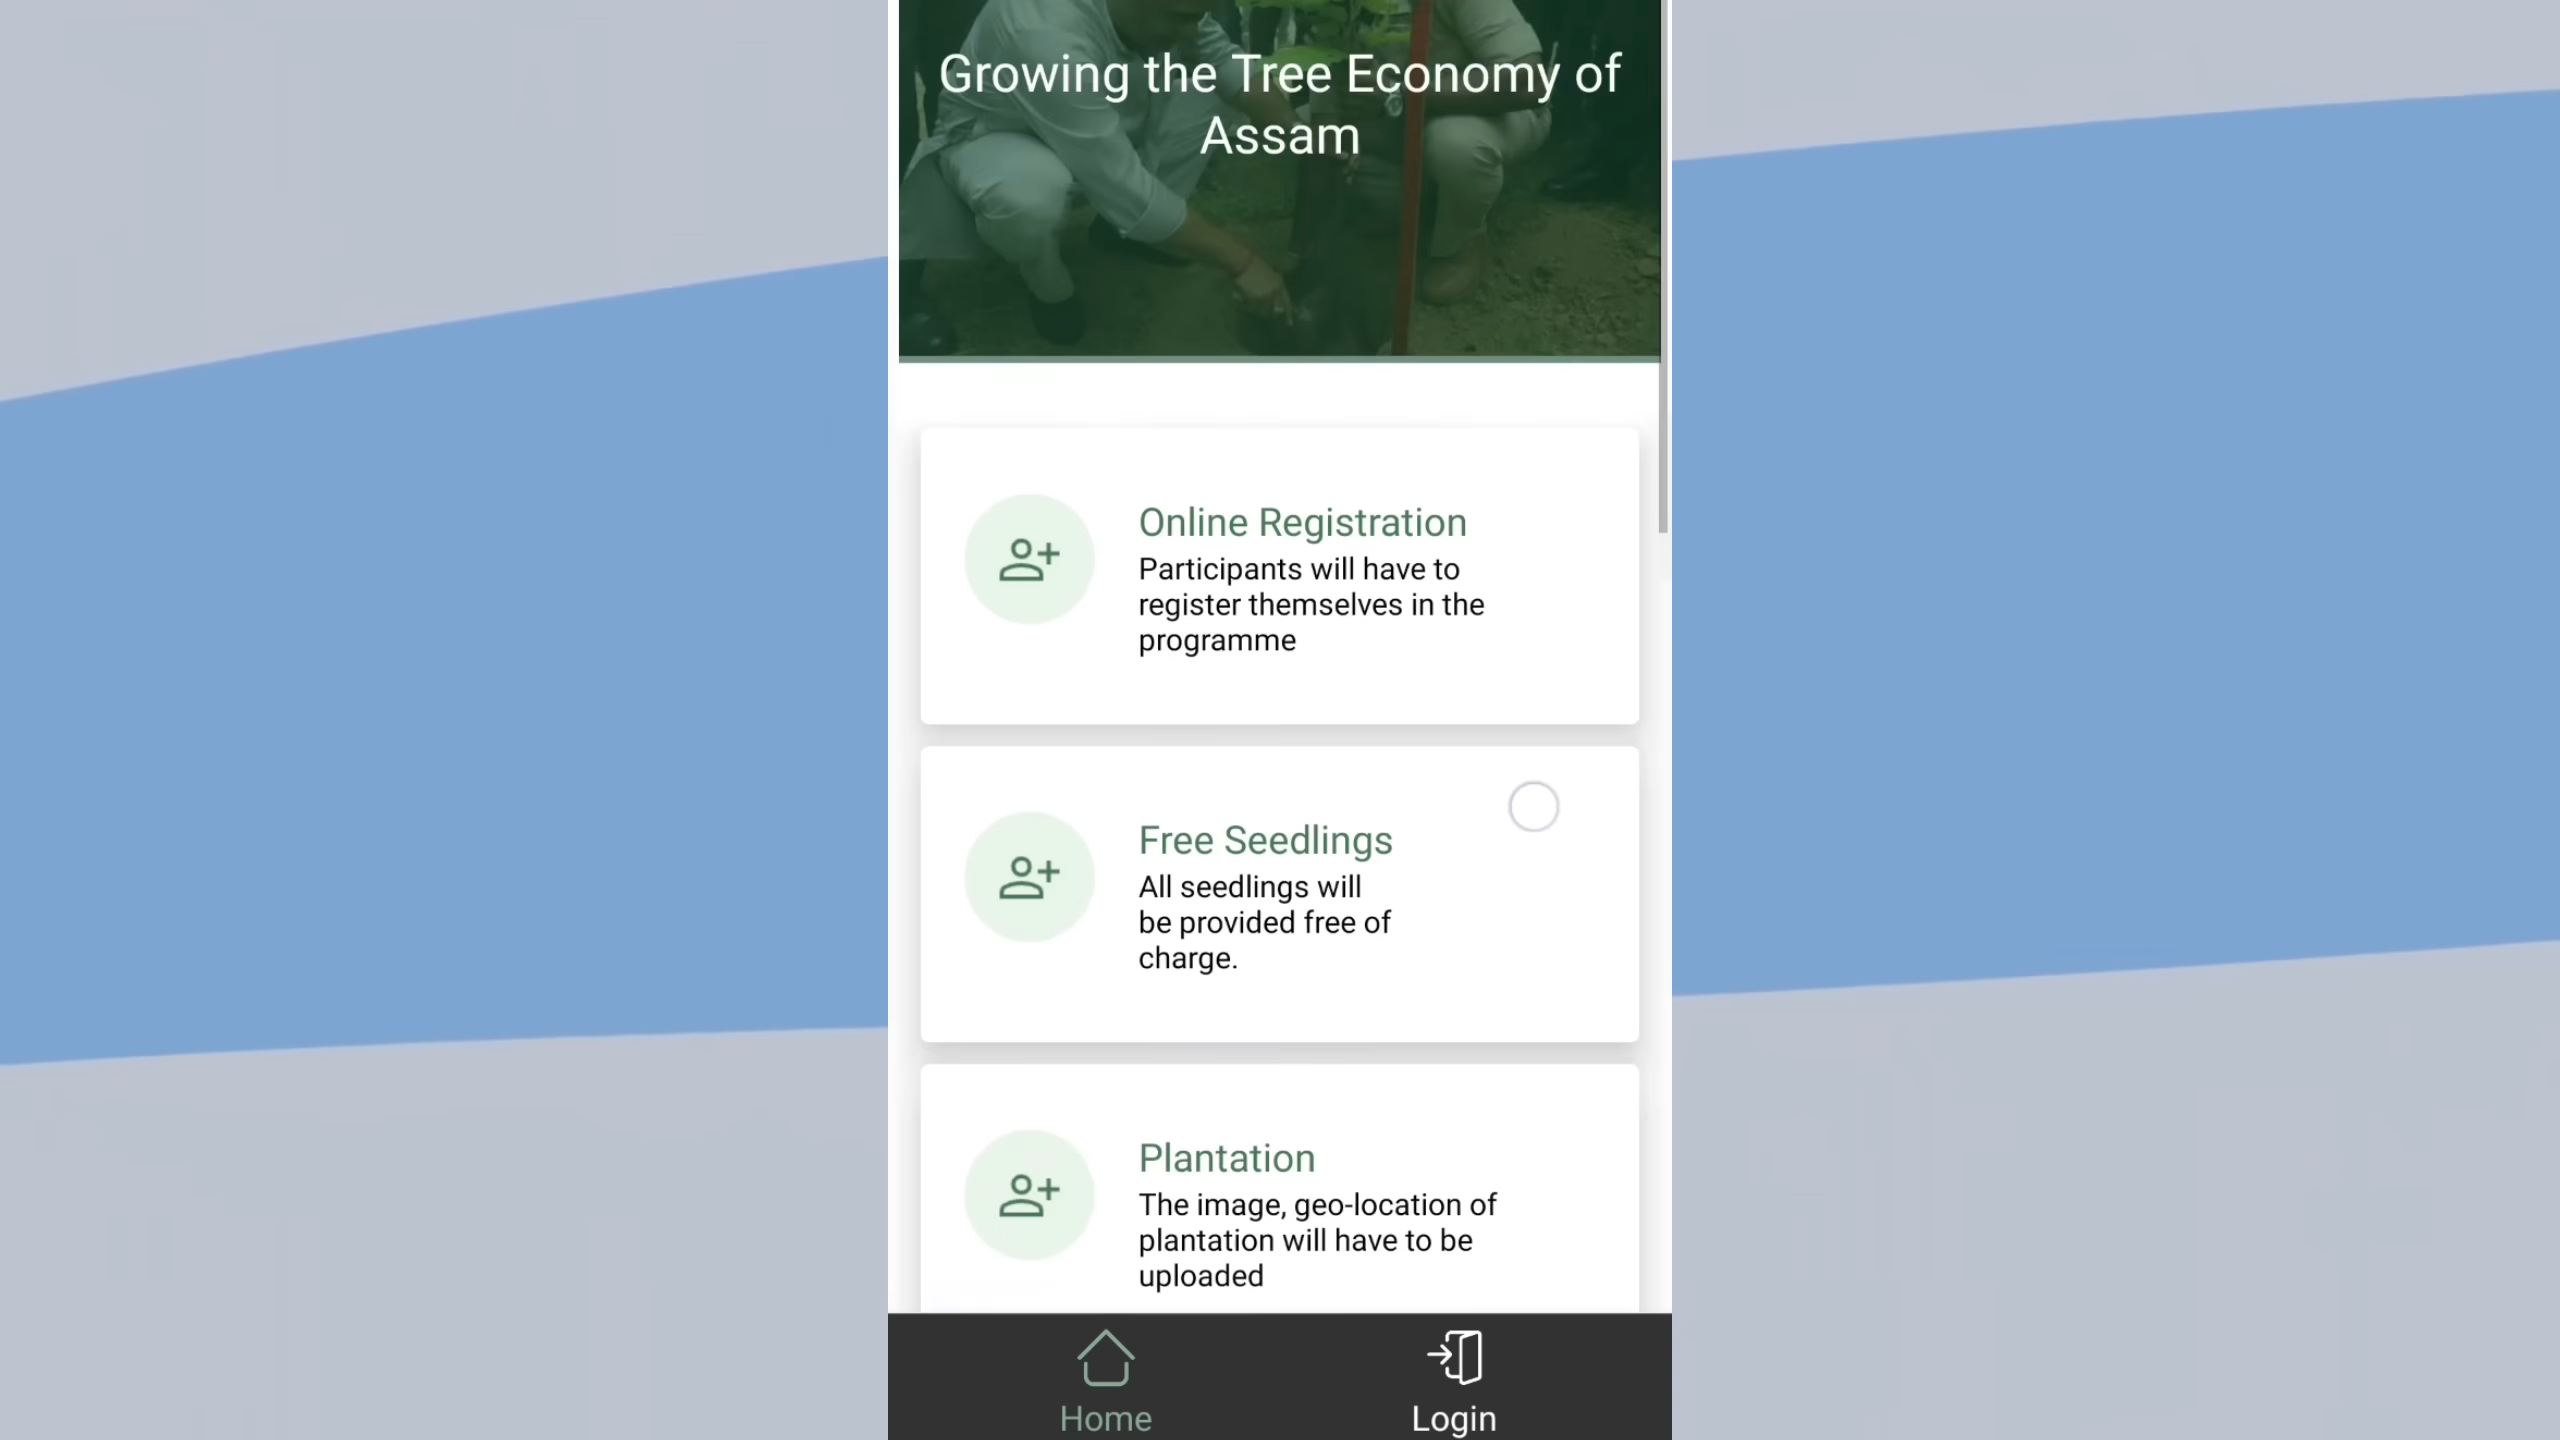 Growing the Tree Economy of
Assam
Online Registration
Participants will have to
register themselves in the
programme
Free Seedlings
All seedlings will
be provided free of
charge.
Plantation
The image, geo-location of
plantation will have to be
uploaded
Home
Login